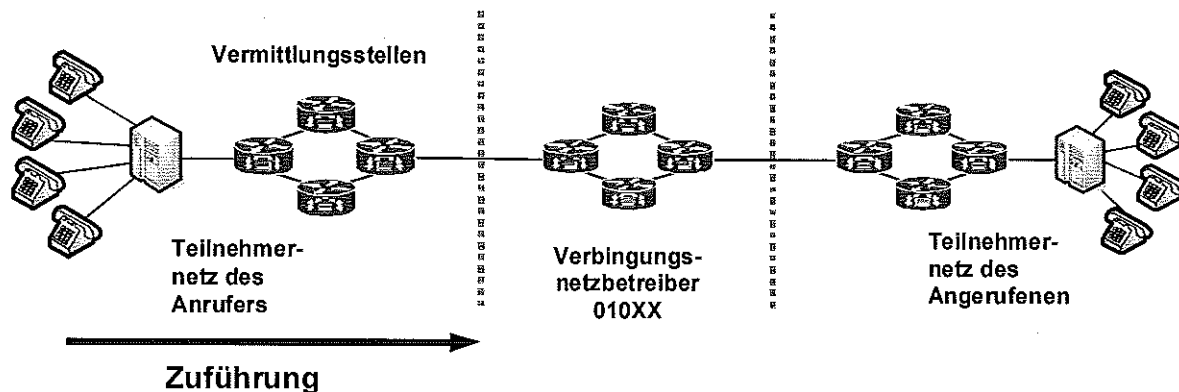 Vermittlungsstellen
Teilnehmer-
netz des
Anrufers
Verbingungs-
netzbetreiber
010XX
Teilnehmer-
netz des
Angerufenen
Zuführung